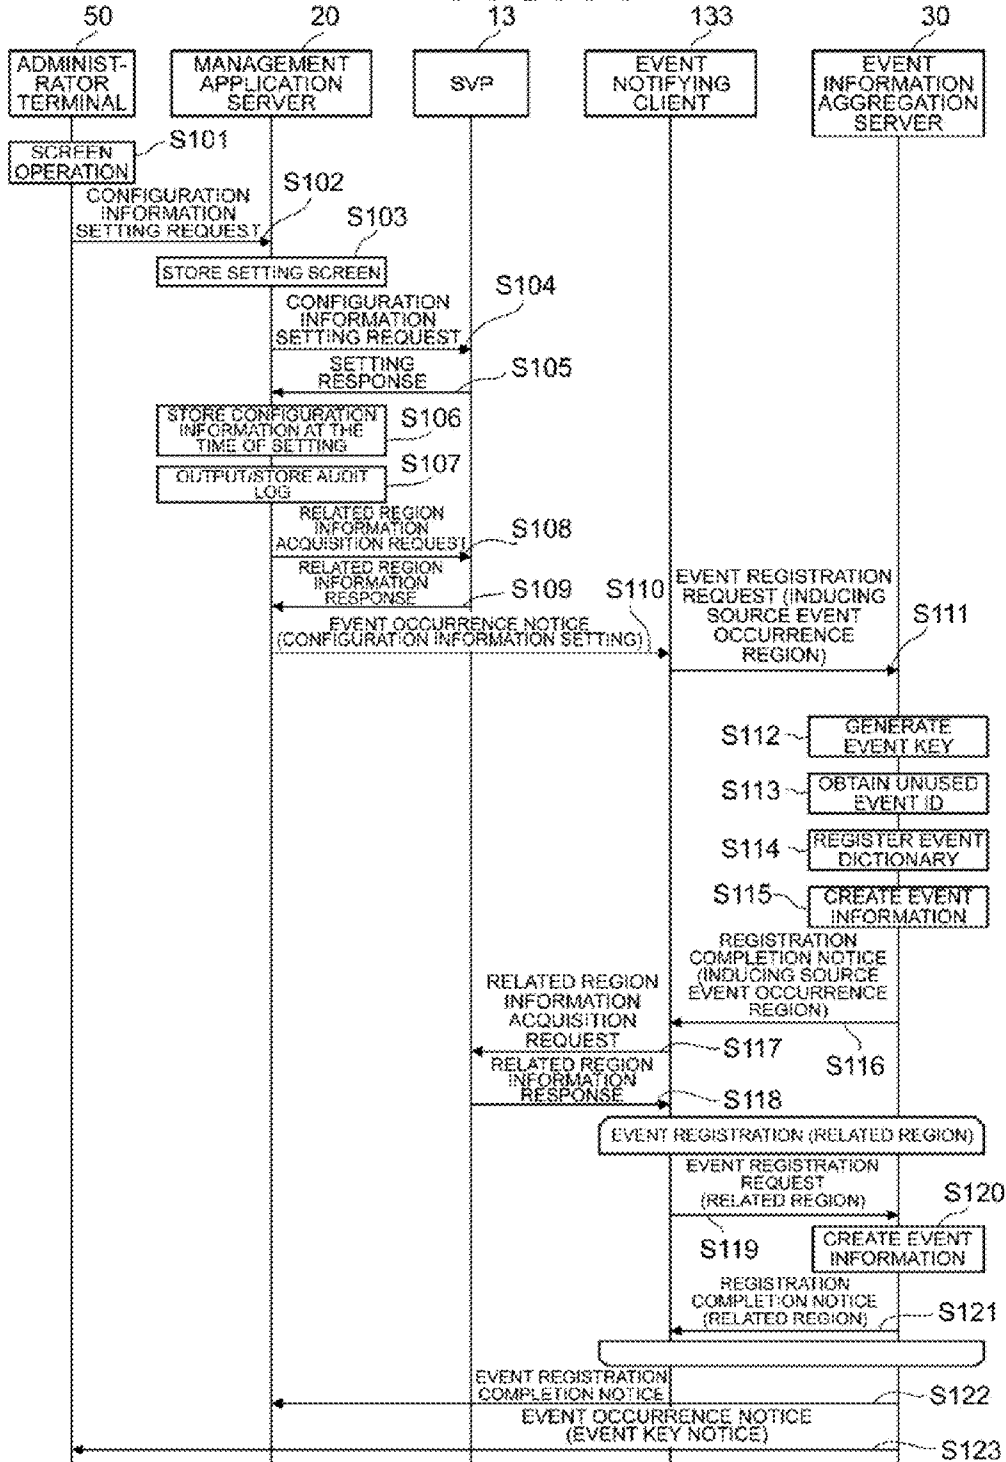 50
20
13
133
30
ADMINIST-
RATOR
TERMINAL
MANAGEMENT
APPLICATION
SERVER
SVP
EVENT
NOTIFYING
CLIENT
EVENT
INFORMATION
AGGREGATION
SERVER
SCREEN
OPERATION
S101
CONFIGURATION
INFORMATION
SETTING REQUEST
S102
S103
STORE SETTING SCREEN
CONFIGURATION
INFORMATION
SETTING REQUEST
S104
SETTING
RESPONSE
S105
STORE CONFIGURATION
INFORMATION AT THE
TIME OF SETTING
S106
OUTPUT/STORE AUDIT
LOG
S107
RELATED REGION
INFORMATION
ACQUISITION REQUEST
S108
RELATED REGION
INFORMATION
RESPONSE
S109
EVENT OCCURRENCE NOTICE
(CONFIGURATION INFORMATION SETTING)
S110
EVENT REGISTRATION
REQUEST (INDUCING
SOURCE EVENT
OCCURRENCE
REGION)
S111
S112
GENERATE
EVENT KEY
S113
OBTAIN UNUSED
EVENT ID
S114
REGISTER EVENT
DICTIONARY
S115
CREATE EVENT
INFORMATION
REGISTRATION
COMPLETION NOTICE
(INDUCING SOURCE
EVENT OCCURRENCE
REGION)
S116
RELATED REGION
INFORMATION
ACQUISITION
REQUEST
S117
RELATED REGION
INFORMATION
RESPONSE
S118
EVENT REGISTRATION (RELATED REGION)
EVENT REGISTRATION
REQUEST
(RELATED REGION)
S119
S120
CREATE EVENT
INFORMATION
REGISTRATION
COMPLETION NOTICE
(RELATED REGION)
S121
EVENT REGISTRATION
COMPLETION NOTICE
S122
EVENT OCCURRENCE NOTICE
(EVENT KEY NOTICE)
S123